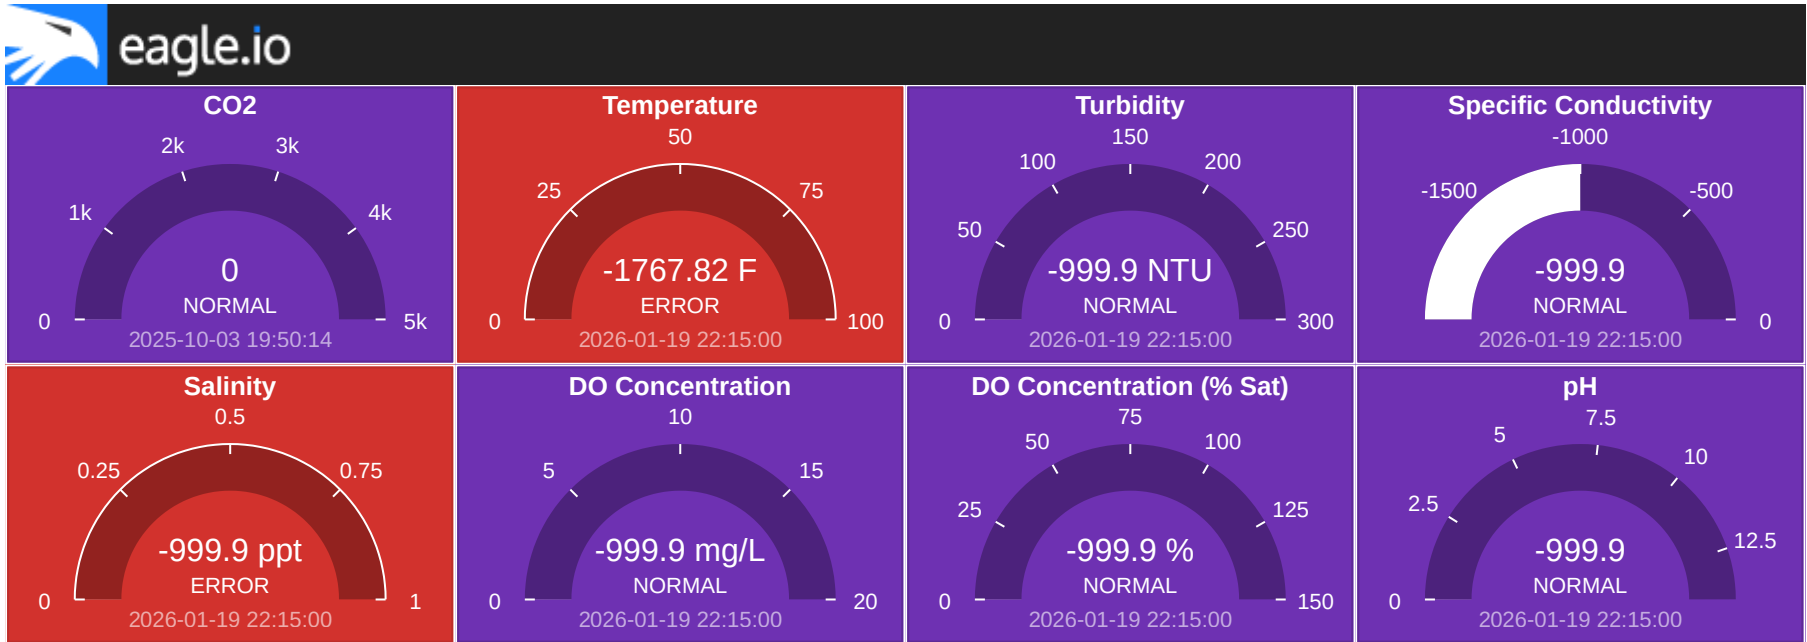 eagle.io
CO2
2k
3k
1k
4k
0
NORMAL
0
5k
2025-10-03 19:50:14
Temperature
50
25
75
-1767.82 F
ERROR
0
100
2026-01-19 22:15:00
Turbidity
150
100
200
50
250
-999.9 NTU
NORMAL
0
300
2026-01-19 22:15:00
Specific Conductivity
-1000
-1500
-500
-999.9
NORMAL
0
2026-01-19 22:15:00
Salinity
0.5
0.25
0.75
-999.9 ppt
ERROR
0
1
2026-01-19 22:15:00
DO Concentration
10
5
15
-999.9 mg/L
NORMAL
0
20
2026-01-19 22:15:00
DO Concentration (% Sat)
75
50
100
25
125
-999.9 %
NORMAL
0
150
2026-01-19 22:15:00
pH
7.5
5
10
2.5
12.5
-999.9
NORMAL
0
2026-01-19 22:15:00